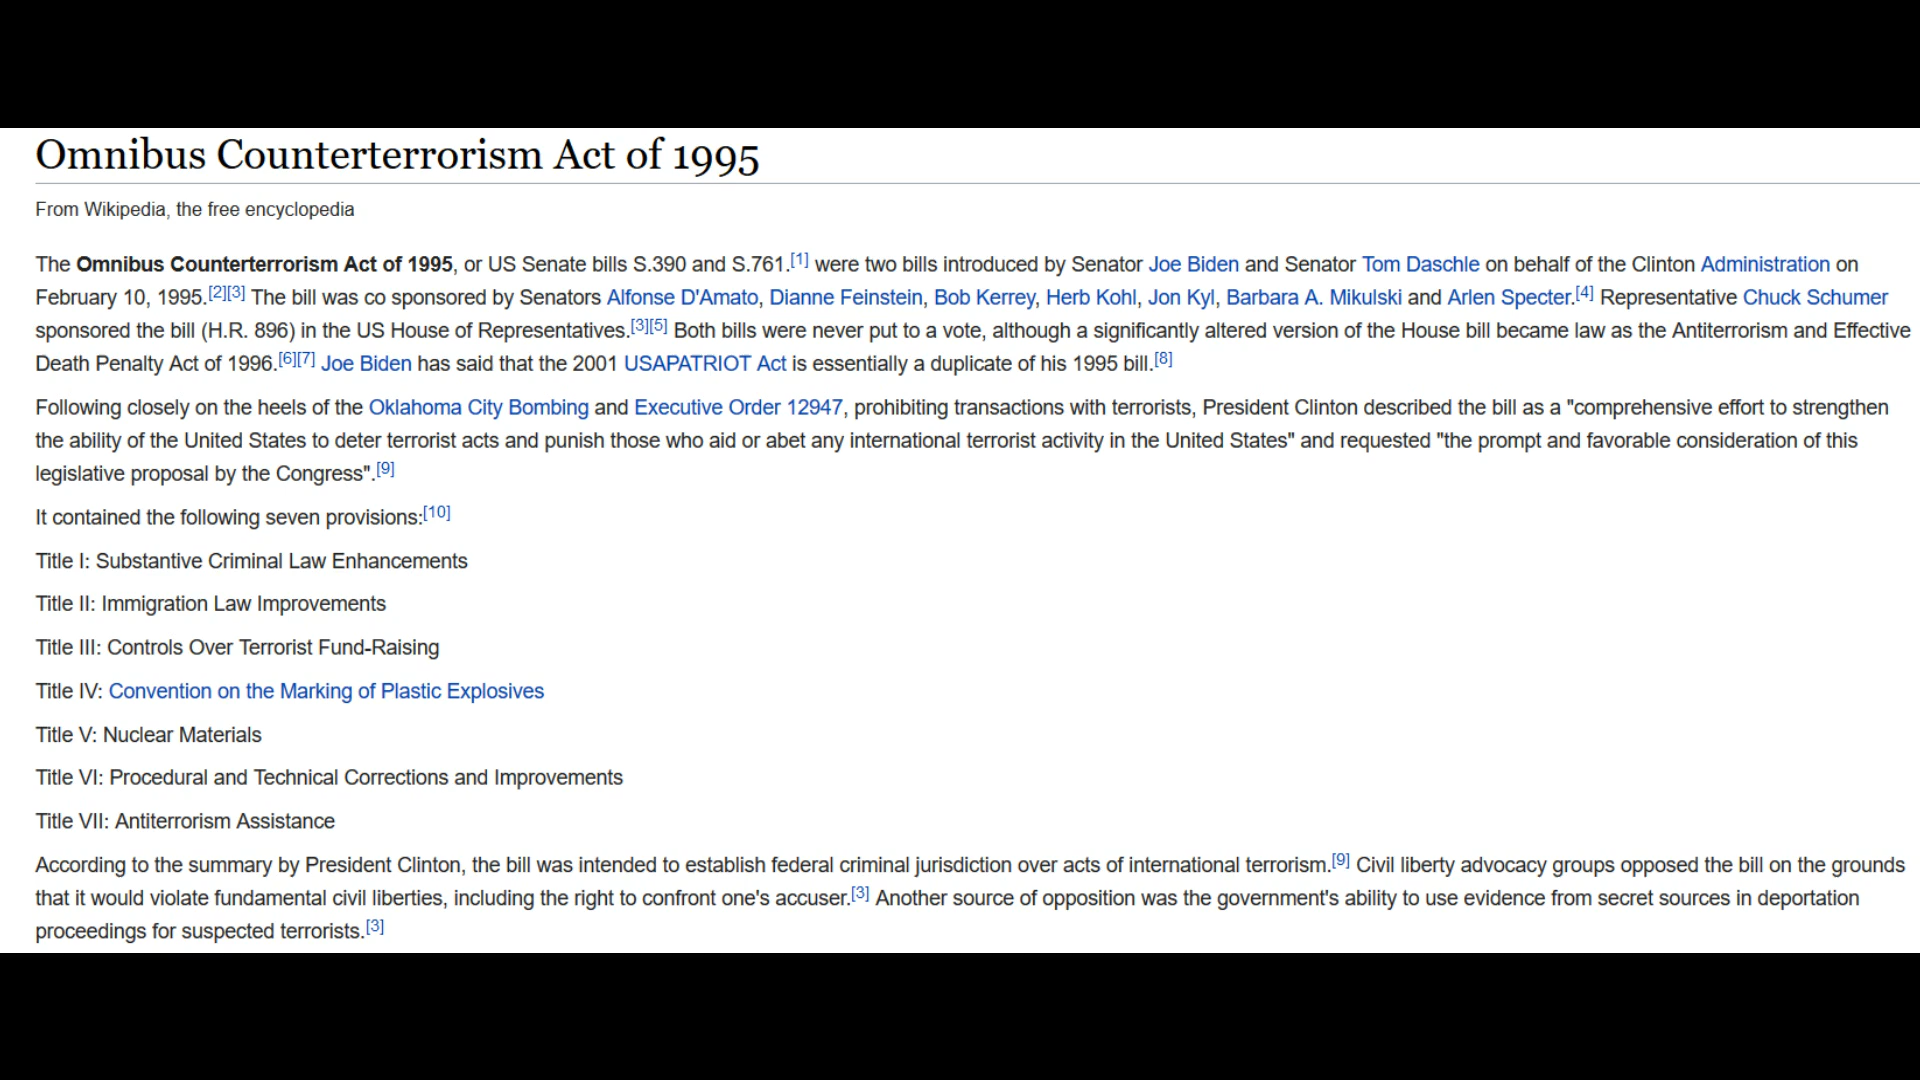 Omnibus Counterterrorism Act of 1995
From Wikipedia, the free encyclopedia
The Omnibus Counterterrorism Act of 1995, or US Senate bills S.390 and S.761.[1] were two bills introduced by Senator Joe Biden and Senator Tom Daschle on behalf of the Clinton Administration on
February 10, 1995.[2][3] The bill was co sponsored by Senators Alfonse D'Amato, Dianne Feinstein, Bob Kerrey, Herb Kohl, Jon Kyl, Barbara A. Mikulski and Arlen Specter.[4] Representative Chuck Schumer
sponsored the bill (H.R. 896) in the US House of Representatives.[3][5] Both bills were never put to a vote, although a significantly altered version of the House bill became law as the Antiterrorism and Effective
Death Penalty Act of 1996.[6][7] Joe Biden has said that the 2001 USAPATRIOT Act is essentially a duplicate of his 1995 bill.[8]
Following closely on the heels of the Oklahoma City Bombing and Executive Order 12947, prohibiting transactions with terrorists, President Clinton described the bill as a "comprehensive effort to strengthen
the ability of the United States to deter terrorist acts and punish those who aid or abet any international terrorist activity in the United States" and requested "the prompt and favorable consideration of this
legislative proposal by the Congress".[9]
It contained the following seven provisions:[10]
Title I: Substantive Criminal Law Enhancements
Title II: Immigration Law Improvements
Title III: Controls Over Terrorist Fund-Raising
Title IV: Convention on the Marking of Plastic Explosives
Title V: Nuclear Materials
Title VI: Procedural and Technical Corrections and Improvements
Title VII: Antiterrorism Assistance
According to the summary by President Clinton, the bill was intended to establish federal criminal jurisdiction over acts of international terrorism.[9] Civil liberty advocacy groups opposed the bill on the grounds
that it would violate fundamental civil liberties, including the right to confront one's accuser.[3] Another source of opposition was the government's ability to use evidence from secret sources in deportation
proceedings for suspected terrorists.[3]